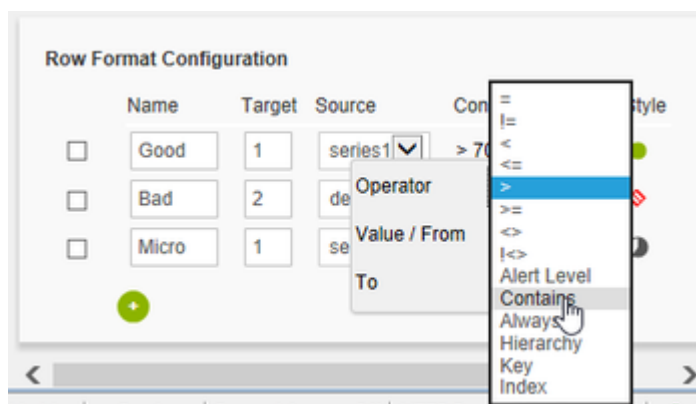 Row Format Configuration
Name Target Source Con Style
Good 1 series1 > 70
Bad 2 de
Micro 1 se
Operator
Value / From
To
=
!=
<
<=
>
>=
<>
!<>
Alert Level
Contains
Always
Hierarchy
Key
Index